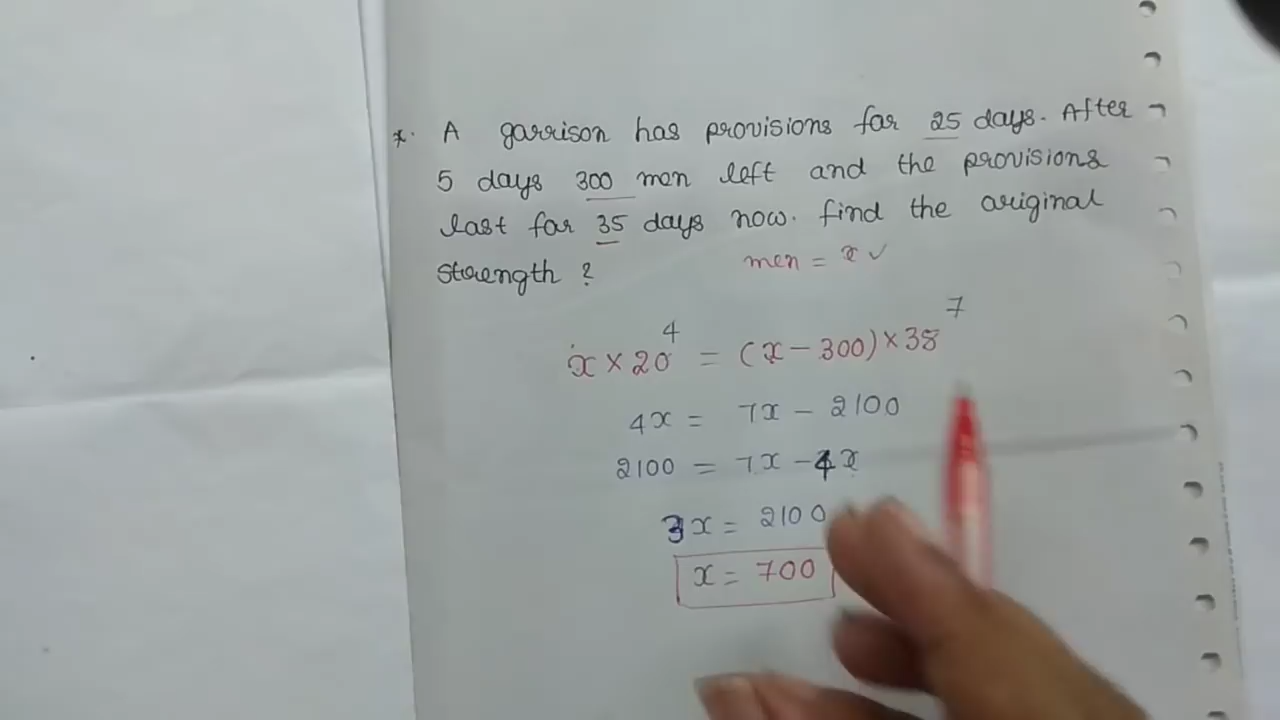 *. A garrison has provisions for 25 days. After
5 days 300 men left and the provisions
last for 35 days now. find the original
strength ?
men = x ✓
4 7
x × 20 = (x - 300) × 35
4x = 7x - 2100
2100 = 7x - 4x
3x = 2100
x = 700